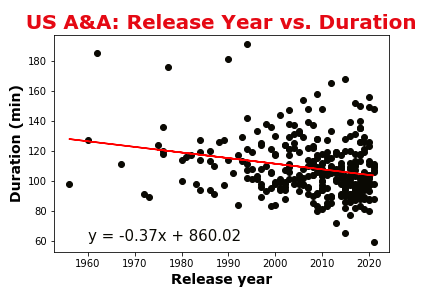 US A&A: Release Year vs. Duration
Duration (min)
180
160
140
120
100
80
60
y = -0.37x + 860.02
1960 1970 1980 1990 2000 2010 2020
Release year